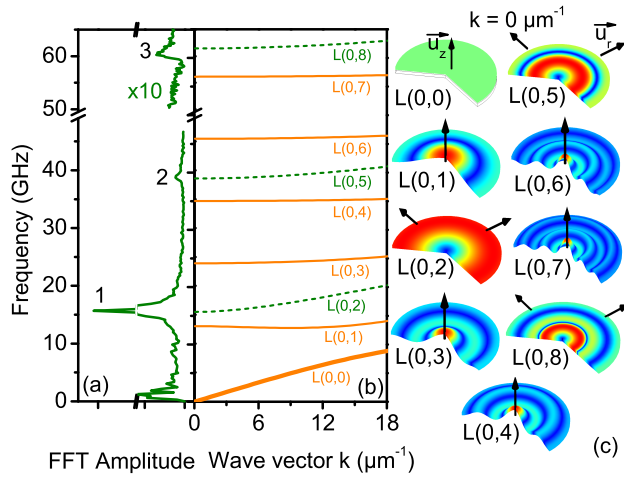 60
50
40
30
20
10
0
Frequency (GHz)
3
×10
2
1
(a)
FFT Amplitude
L(0,8)
L(0,7)
L(0,6)
L(0,5)
L(0,4)
L(0,3)
L(0,2)
L(0,1)
L(0,0)
(b)
0 6 12 18
Wave vector k (μm⁻¹)
k = 0 μm⁻¹
u_z
u_r
L(0,0)
L(0,5)
L(0,1)
L(0,6)
L(0,2)
L(0,7)
L(0,3)
L(0,8)
L(0,4)
(c)